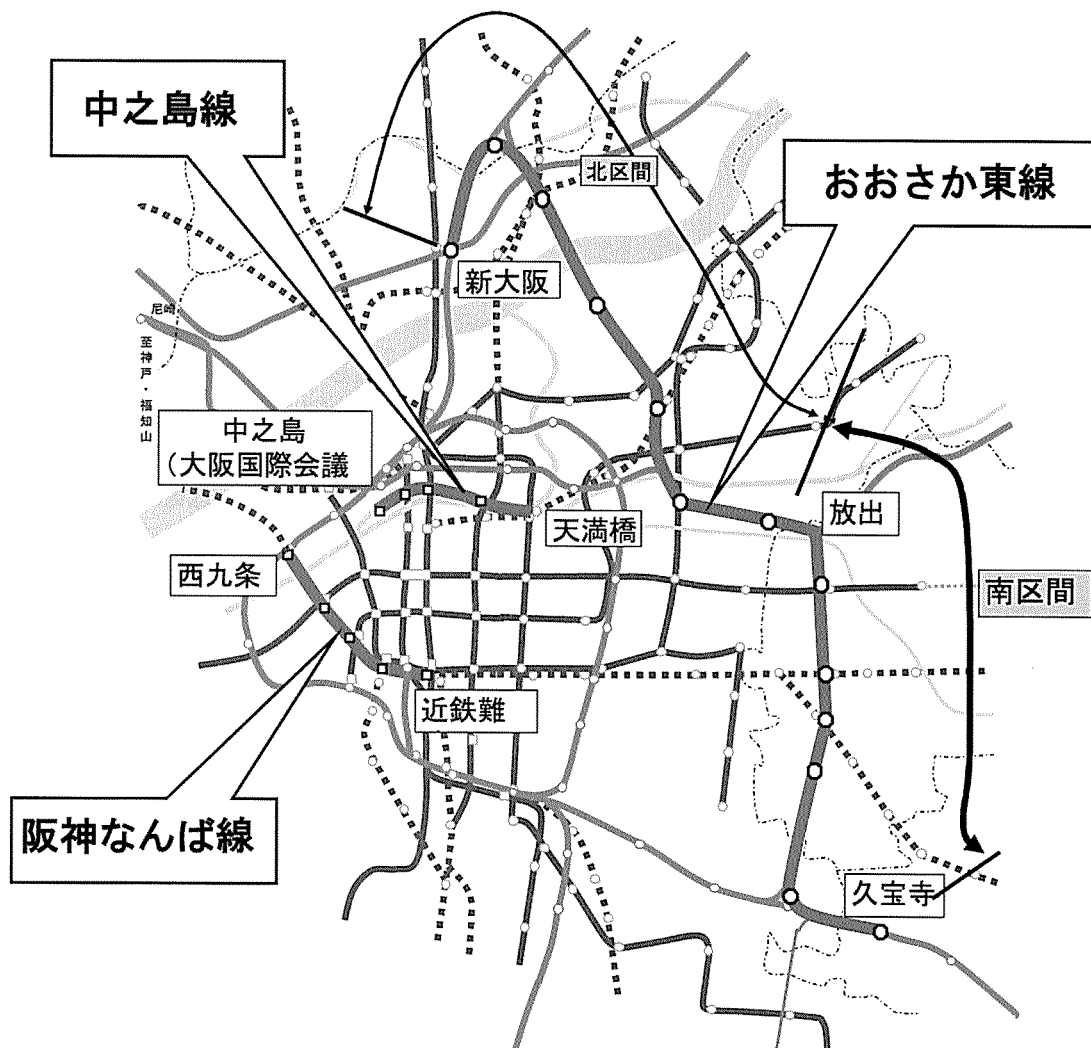 中之島線
北区間
おおさか東線
新大阪
尼崎
至神戸・福知山
中之島
(大阪国際会議
天満橋
放出
西九条
南区間
近鉄難
阪神なんば線
久宝寺